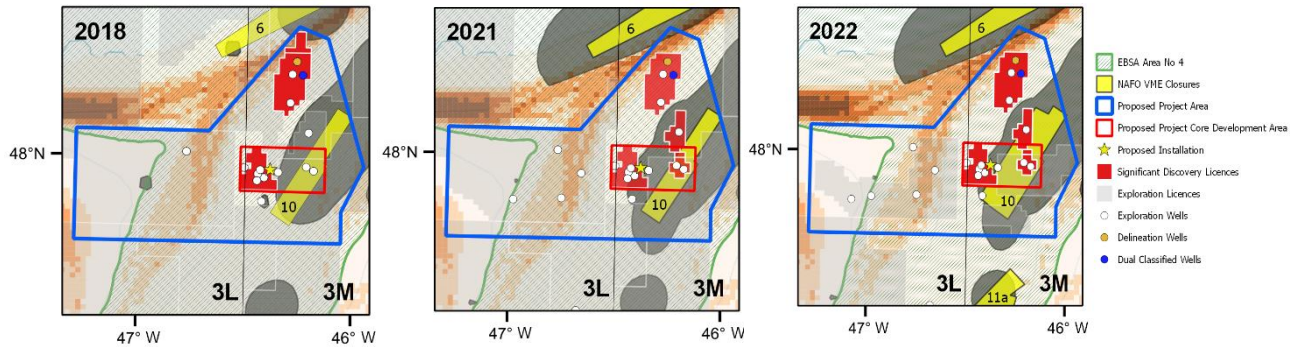 2018
6
10
3L
3M
48°N
47° W
46° W
2021
6
10
3L
3M
48°N
47° W
46° W
2022
6
10
11a
3L
3M
48°N
47° W
46° W
EBSA Area No 4
NAFO VME Closures
Proposed Project Area
Proposed Project Core Development Area
Proposed Installation
Significant Discovery Licences
Exploration Licences
Exploration Wells
Delineation Wells
Dual Classified Wells